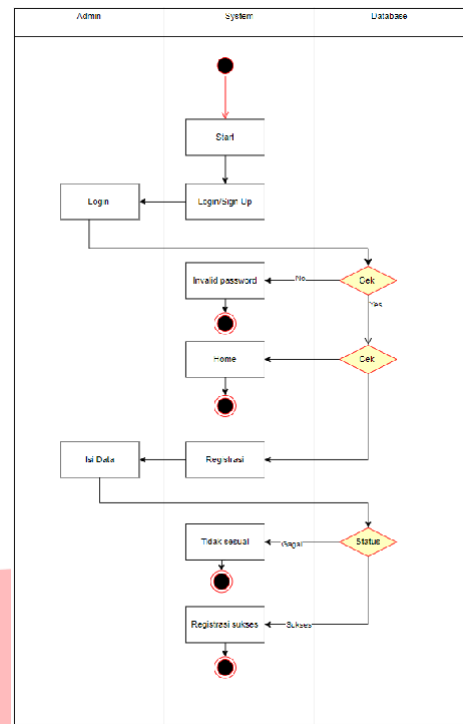 Admin System Database
Start
Login Login/Sign Up
Invalid password No Cek
Yes
Home Cek
Isi Data Registrasi
Tidak sesuai Gagal Status
Registrasi sukses Sukses